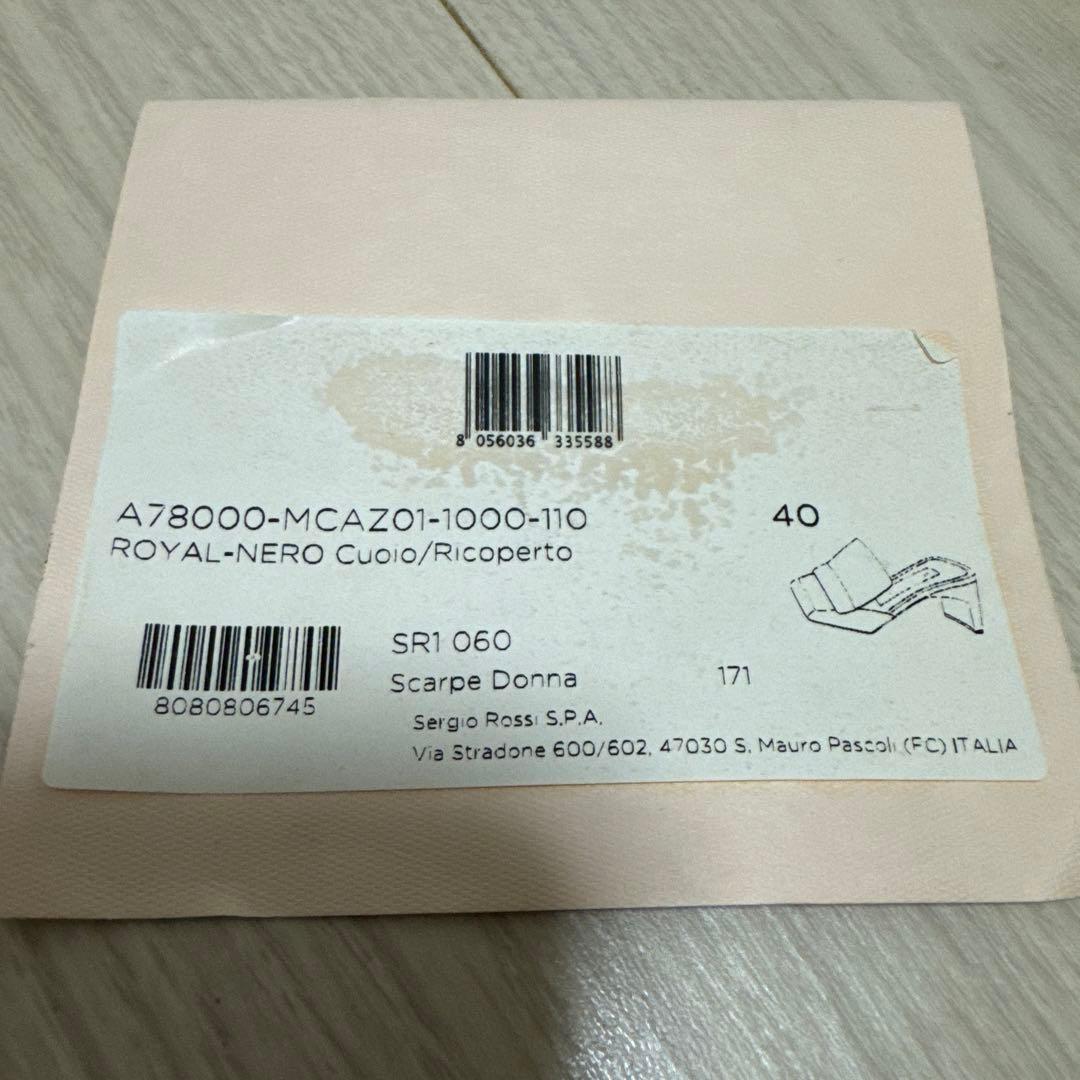 8 056036 335588
A78000-MCAZ01-1000-110 40
ROYAL-NERO Cuoio/Ricoperto
SR1 060
Scarpe Donna 171
8080806745
Sergio Rossi S.P.A.
Via Stradone 600/602, 47030 S. Mauro Pascoli (FC) ITALIA